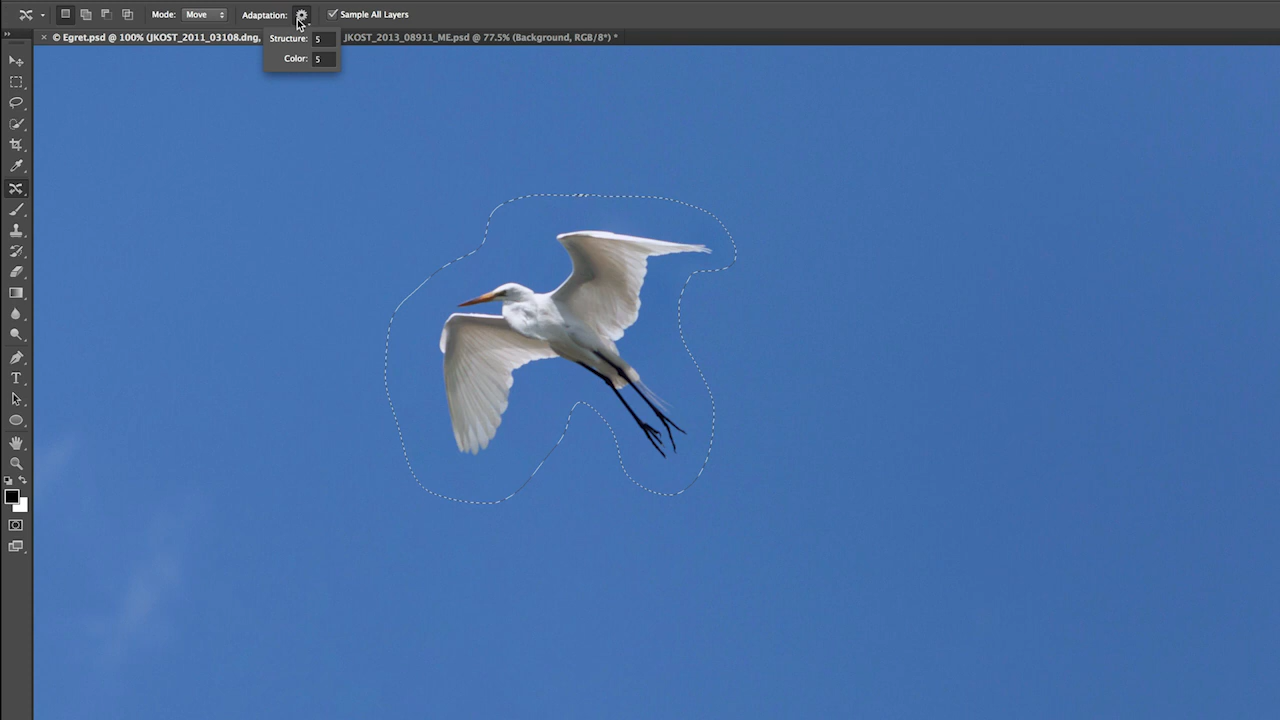 Mode: Move Adaptation: Sample All Layers
× © Egret.psd @ 100% (JKOST_2011_03108.dng, JKOST_2013_08911_ME.psd @ 77.5% (Background, RGB/8*) *
Structure: 5
Color: 5
T